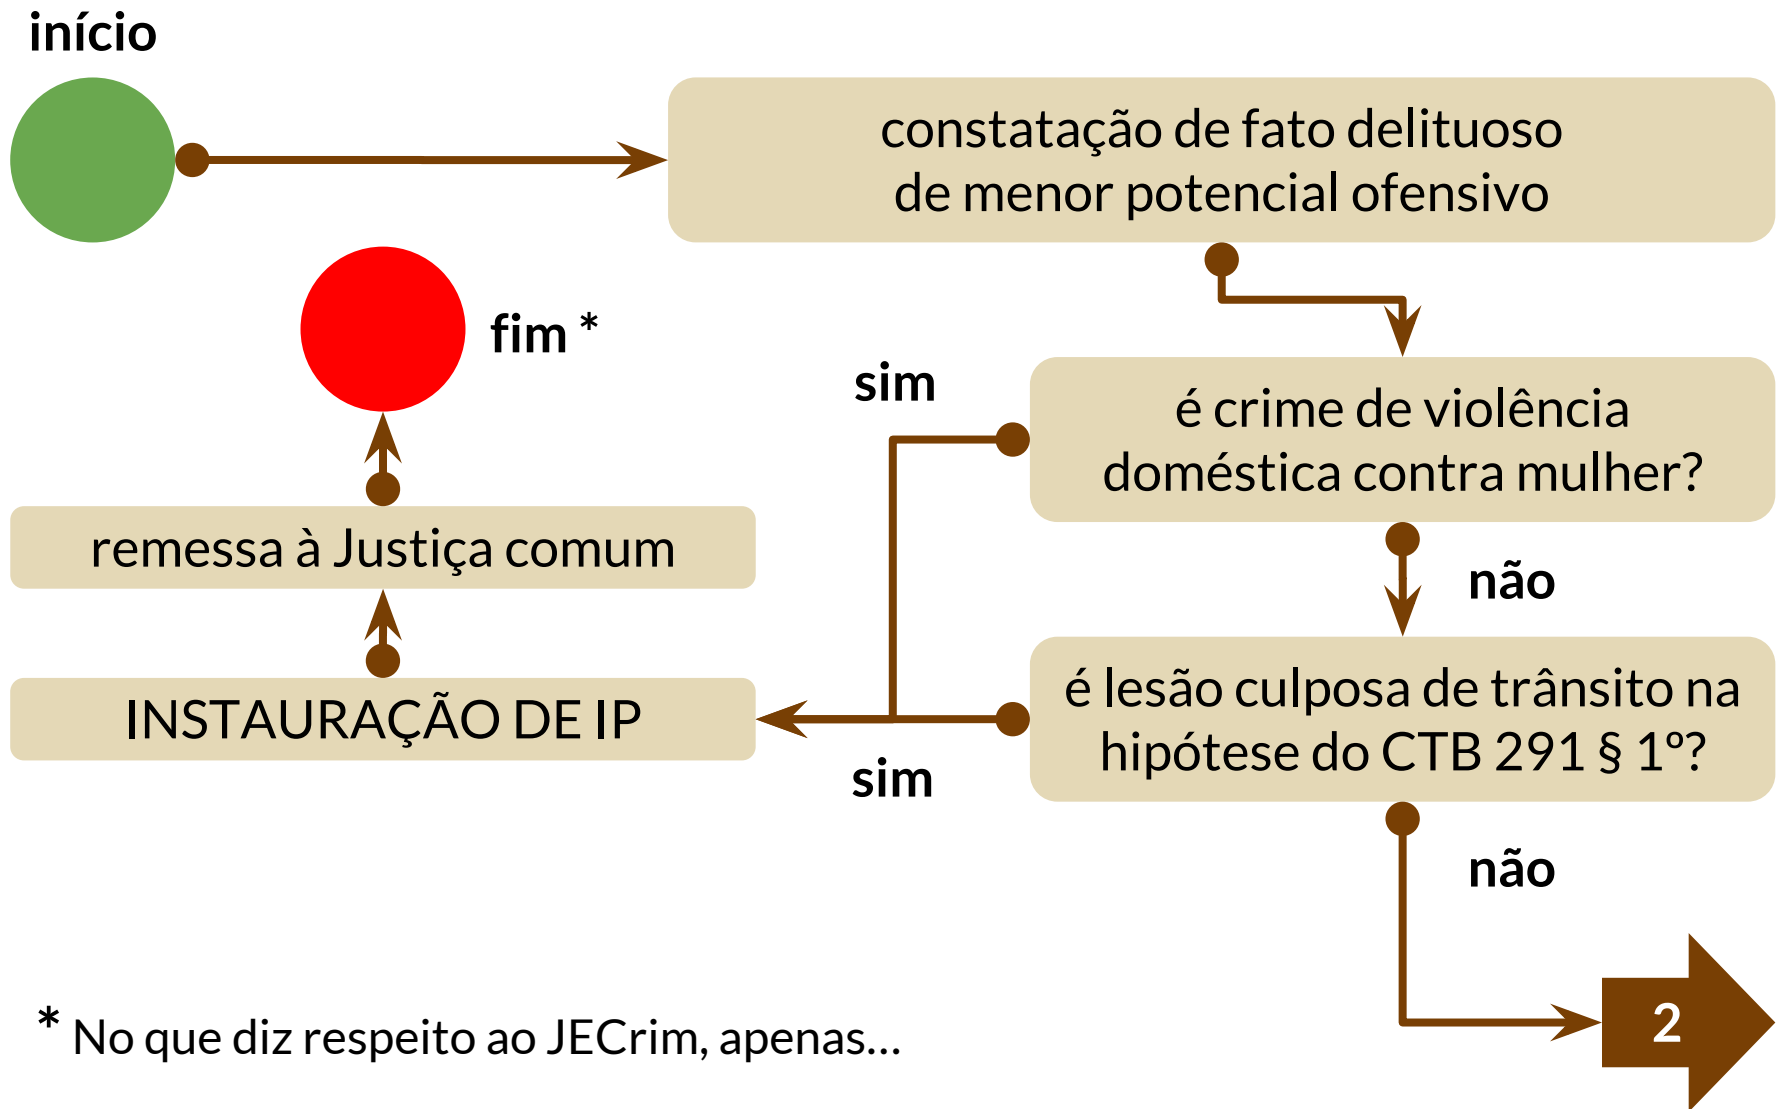 início
constatação de fato delituoso
de menor potencial ofensivo
fim *
sim
é crime de violência
doméstica contra mulher?
remessa à Justiça comum
não
INSTAURAÇÃO DE IP
é lesão culposa de trânsito na
hipótese do CTB 291 § 1º?
sim
não
2
* No que diz respeito ao JECrim, apenas...